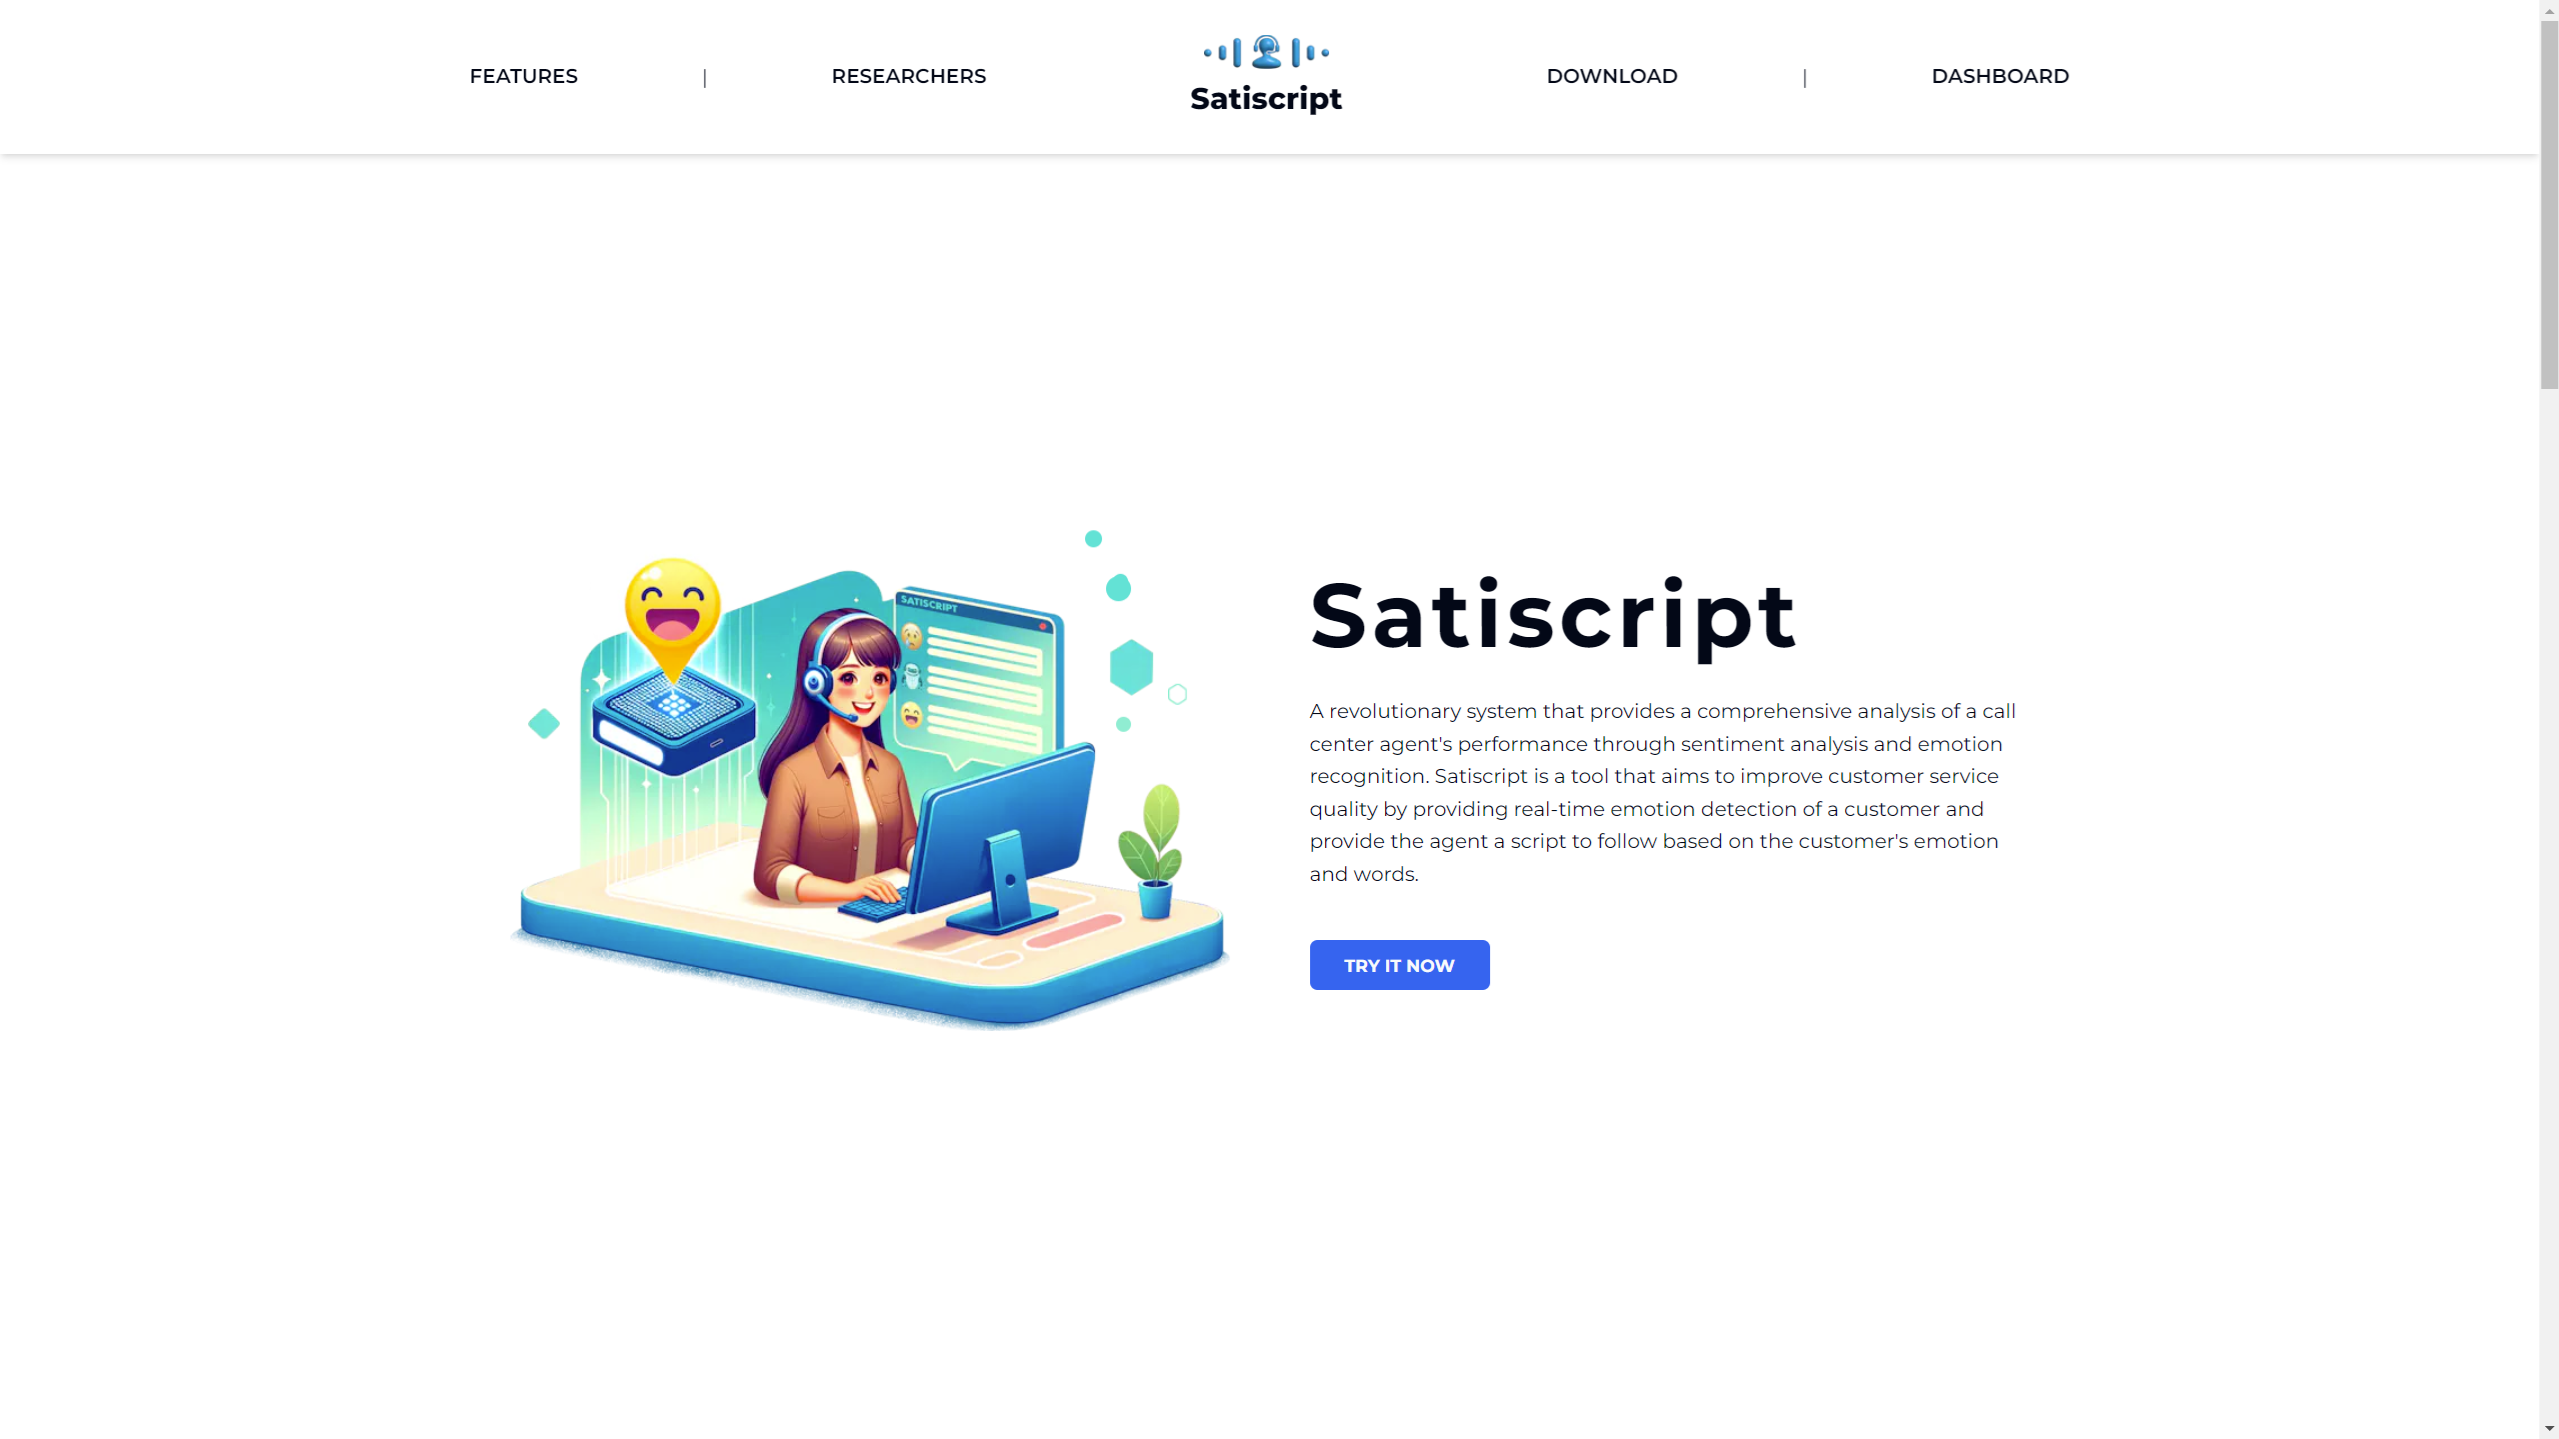 FEATURES | RESEARCHERS
Satiscript
DOWNLOAD | DASHBOARD
SATISCRIPT
Satiscript
A revolutionary system that provides a comprehensive analysis of a call
center agent's performance through sentiment analysis and emotion
recognition. Satiscript is a tool that aims to improve customer service
quality by providing real-time emotion detection of a customer and
provide the agent a script to follow based on the customer's emotion
and words.
TRY IT NOW